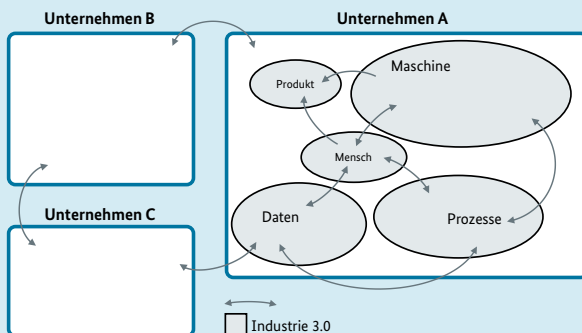 Unternehmen B
Unternehmen A
Produkt
Maschine
Mensch
Unternehmen C
Daten
Prozesse
Industrie 3.0